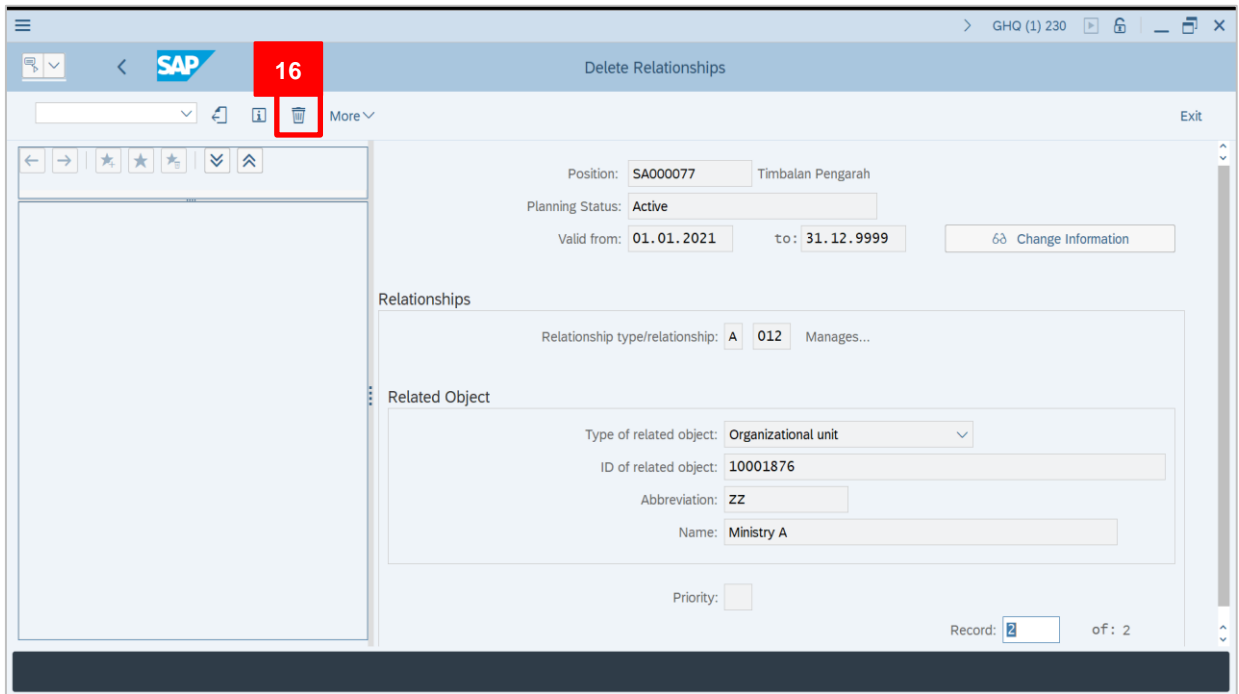 GHQ (1) 230
SAP
16
Delete Relationships
More
Exit
Position: SA000077 Timbalan Pengarah
Planning Status: Active
Valid from: 01.01.2021 to: 31.12.9999 Change Information
Relationships
Relationship type/relationship: A 012 Manages...
Related Object
Type of related object: Organizational unit
ID of related object: 10001876
Abbreviation: ZZ
Name: Ministry A
Priority:
Record: 2 of: 2